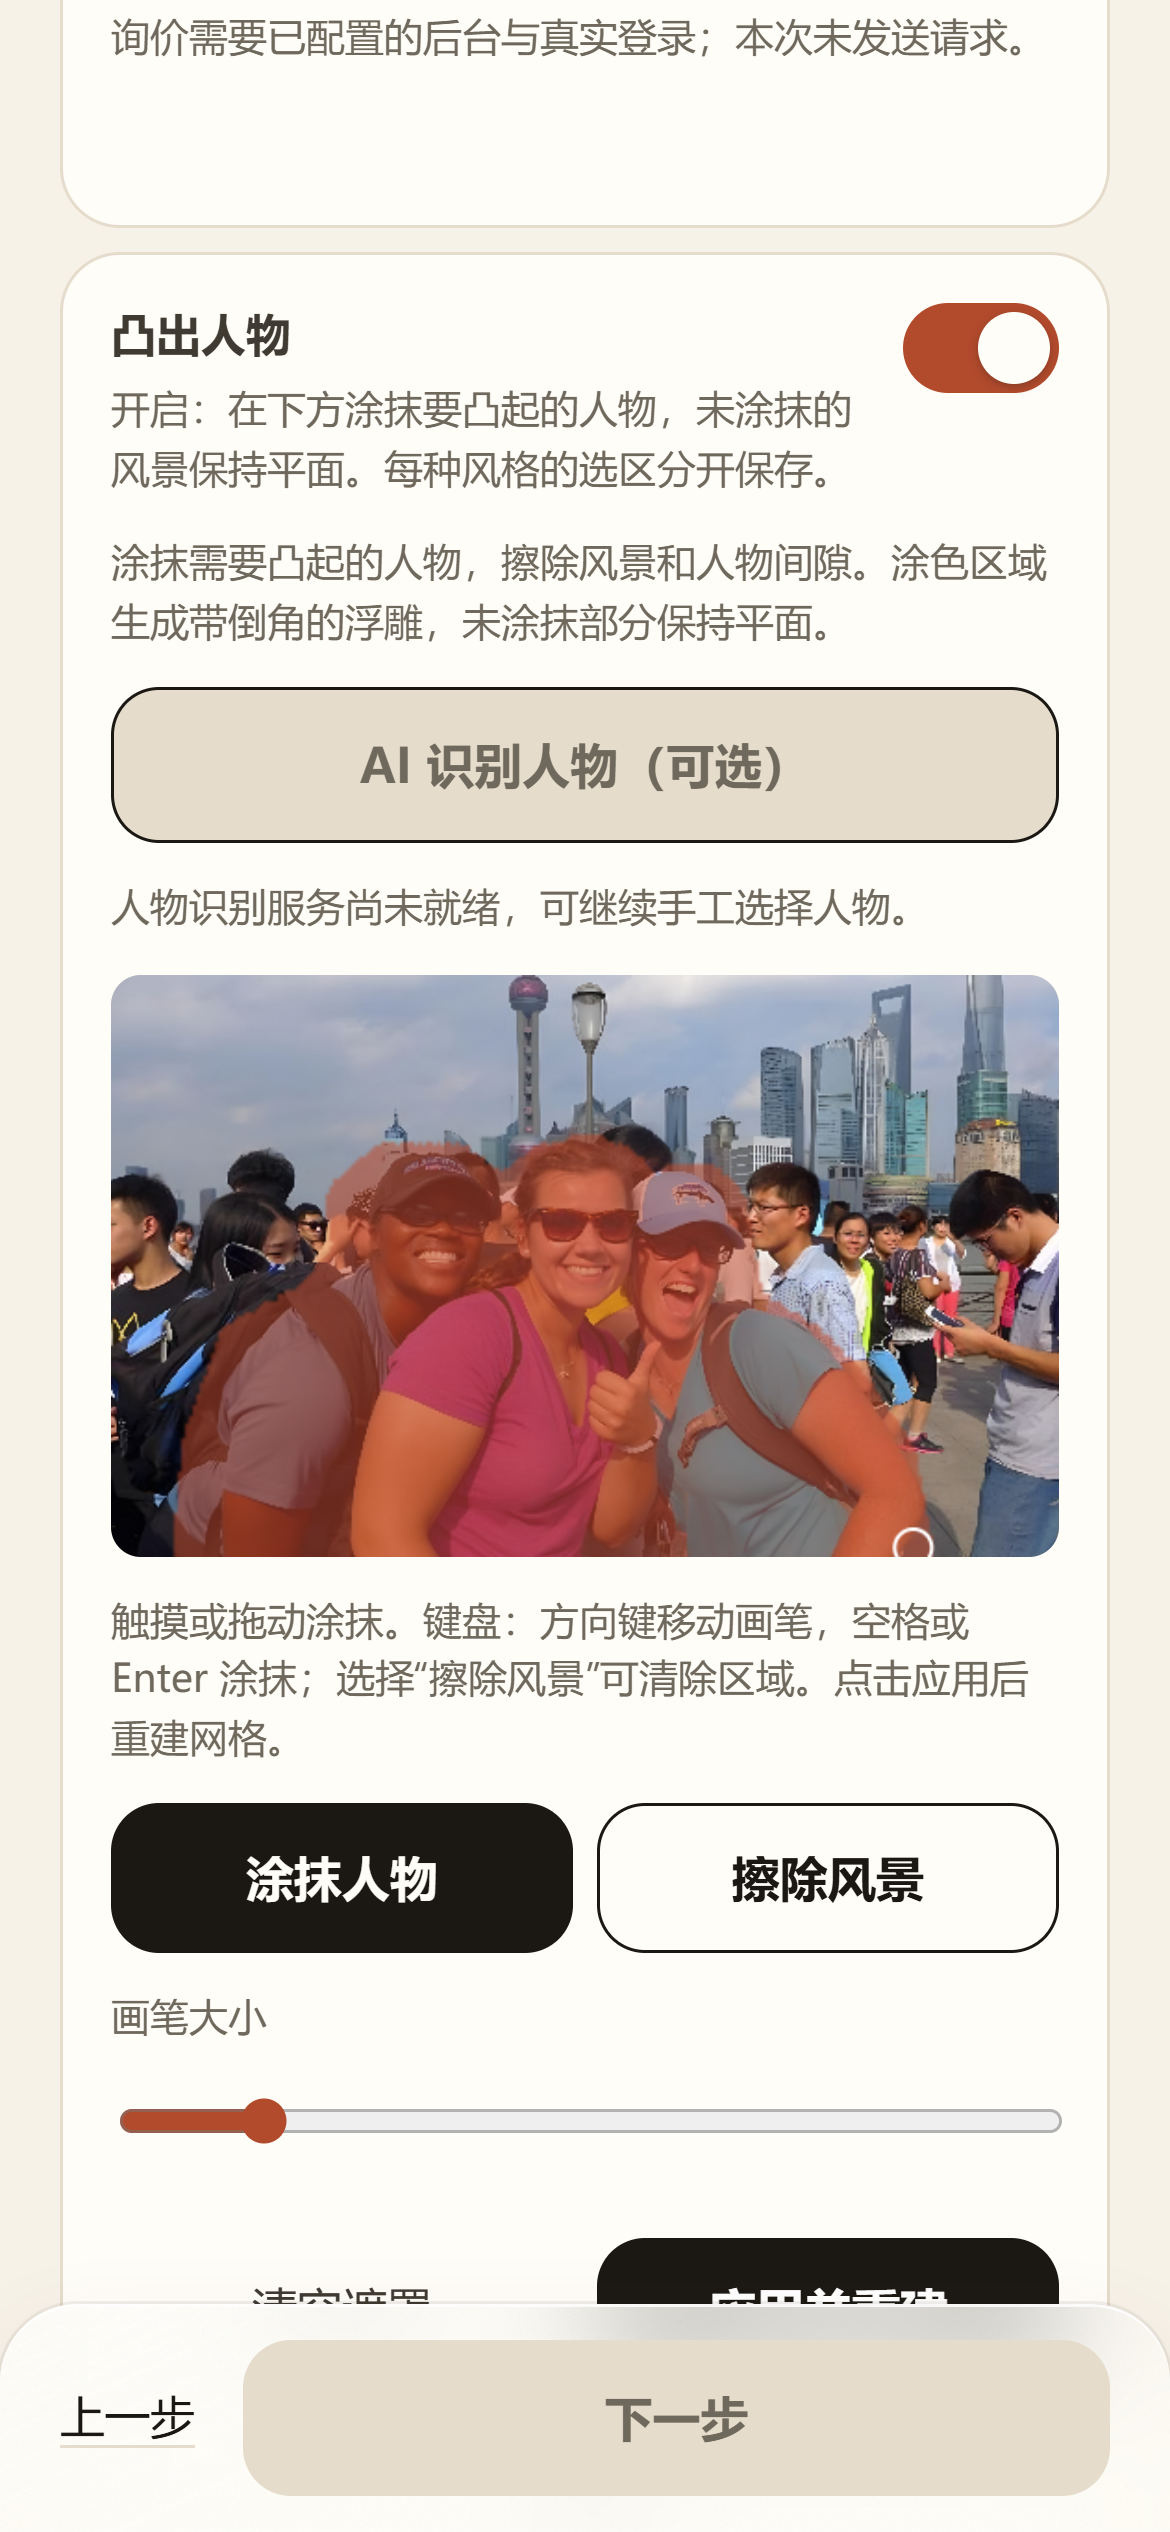 询价需要已配置的后台与真实登录；本次未发送请求。
凸出人物
开启：在下方涂抹要凸起的人物，未涂抹的
风景保持平面。每种风格的选区分开保存。
涂抹需要凸起的人物，擦除风景和人物间隙。涂色区域
生成带倒角的浮雕，未涂抹部分保持平面。
AI 识别人物（可选）
人物识别服务尚未就绪，可继续手工选择人物。
触摸或拖动涂抹。键盘：方向键移动画笔，空格或
Enter 涂抹；选择“擦除风景”可清除区域。点击应用后
重建网格。
涂抹人物
擦除风景
画笔大小
清空遮罩
应用并重建
上一步
下一步